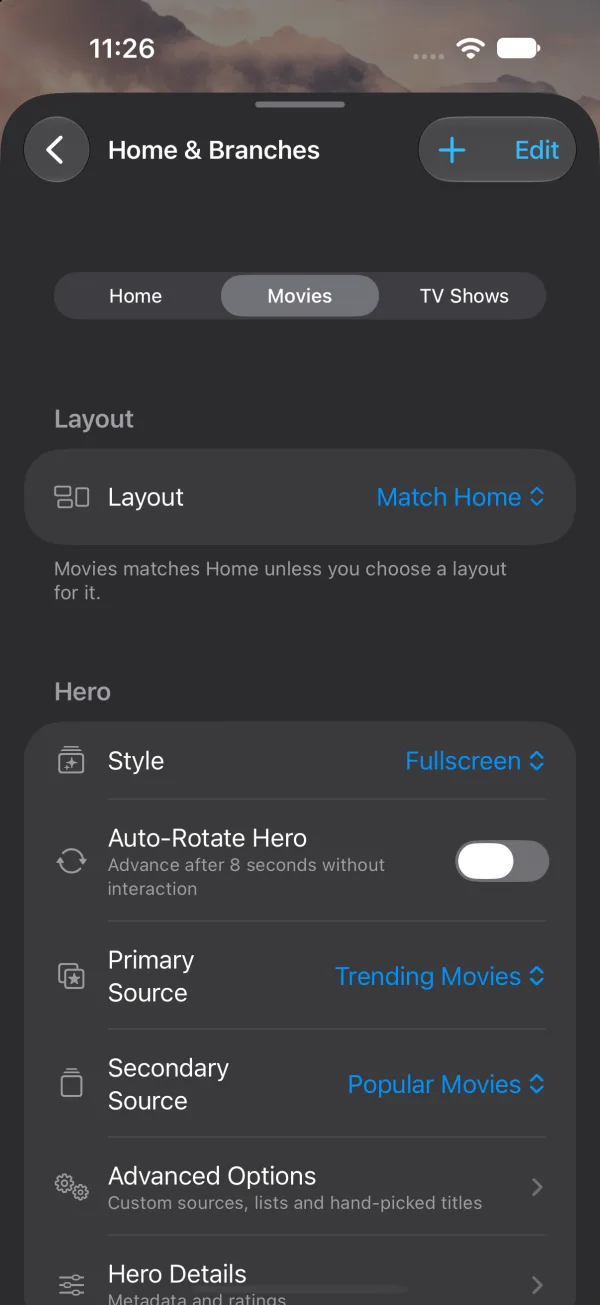 11:26
Home & Branches
Edit
Home
Movies
TV Shows
Layout
Layout
Match Home
Movies matches Home unless you choose a layout
for it.
Hero
Style
Fullscreen
Auto-Rotate Hero
Advance after 8 seconds without
interaction
Primary
Source
Trending Movies
Secondary
Source
Popular Movies
Advanced Options
Custom sources, lists and hand-picked titles
Hero Details
Metadata and ratings